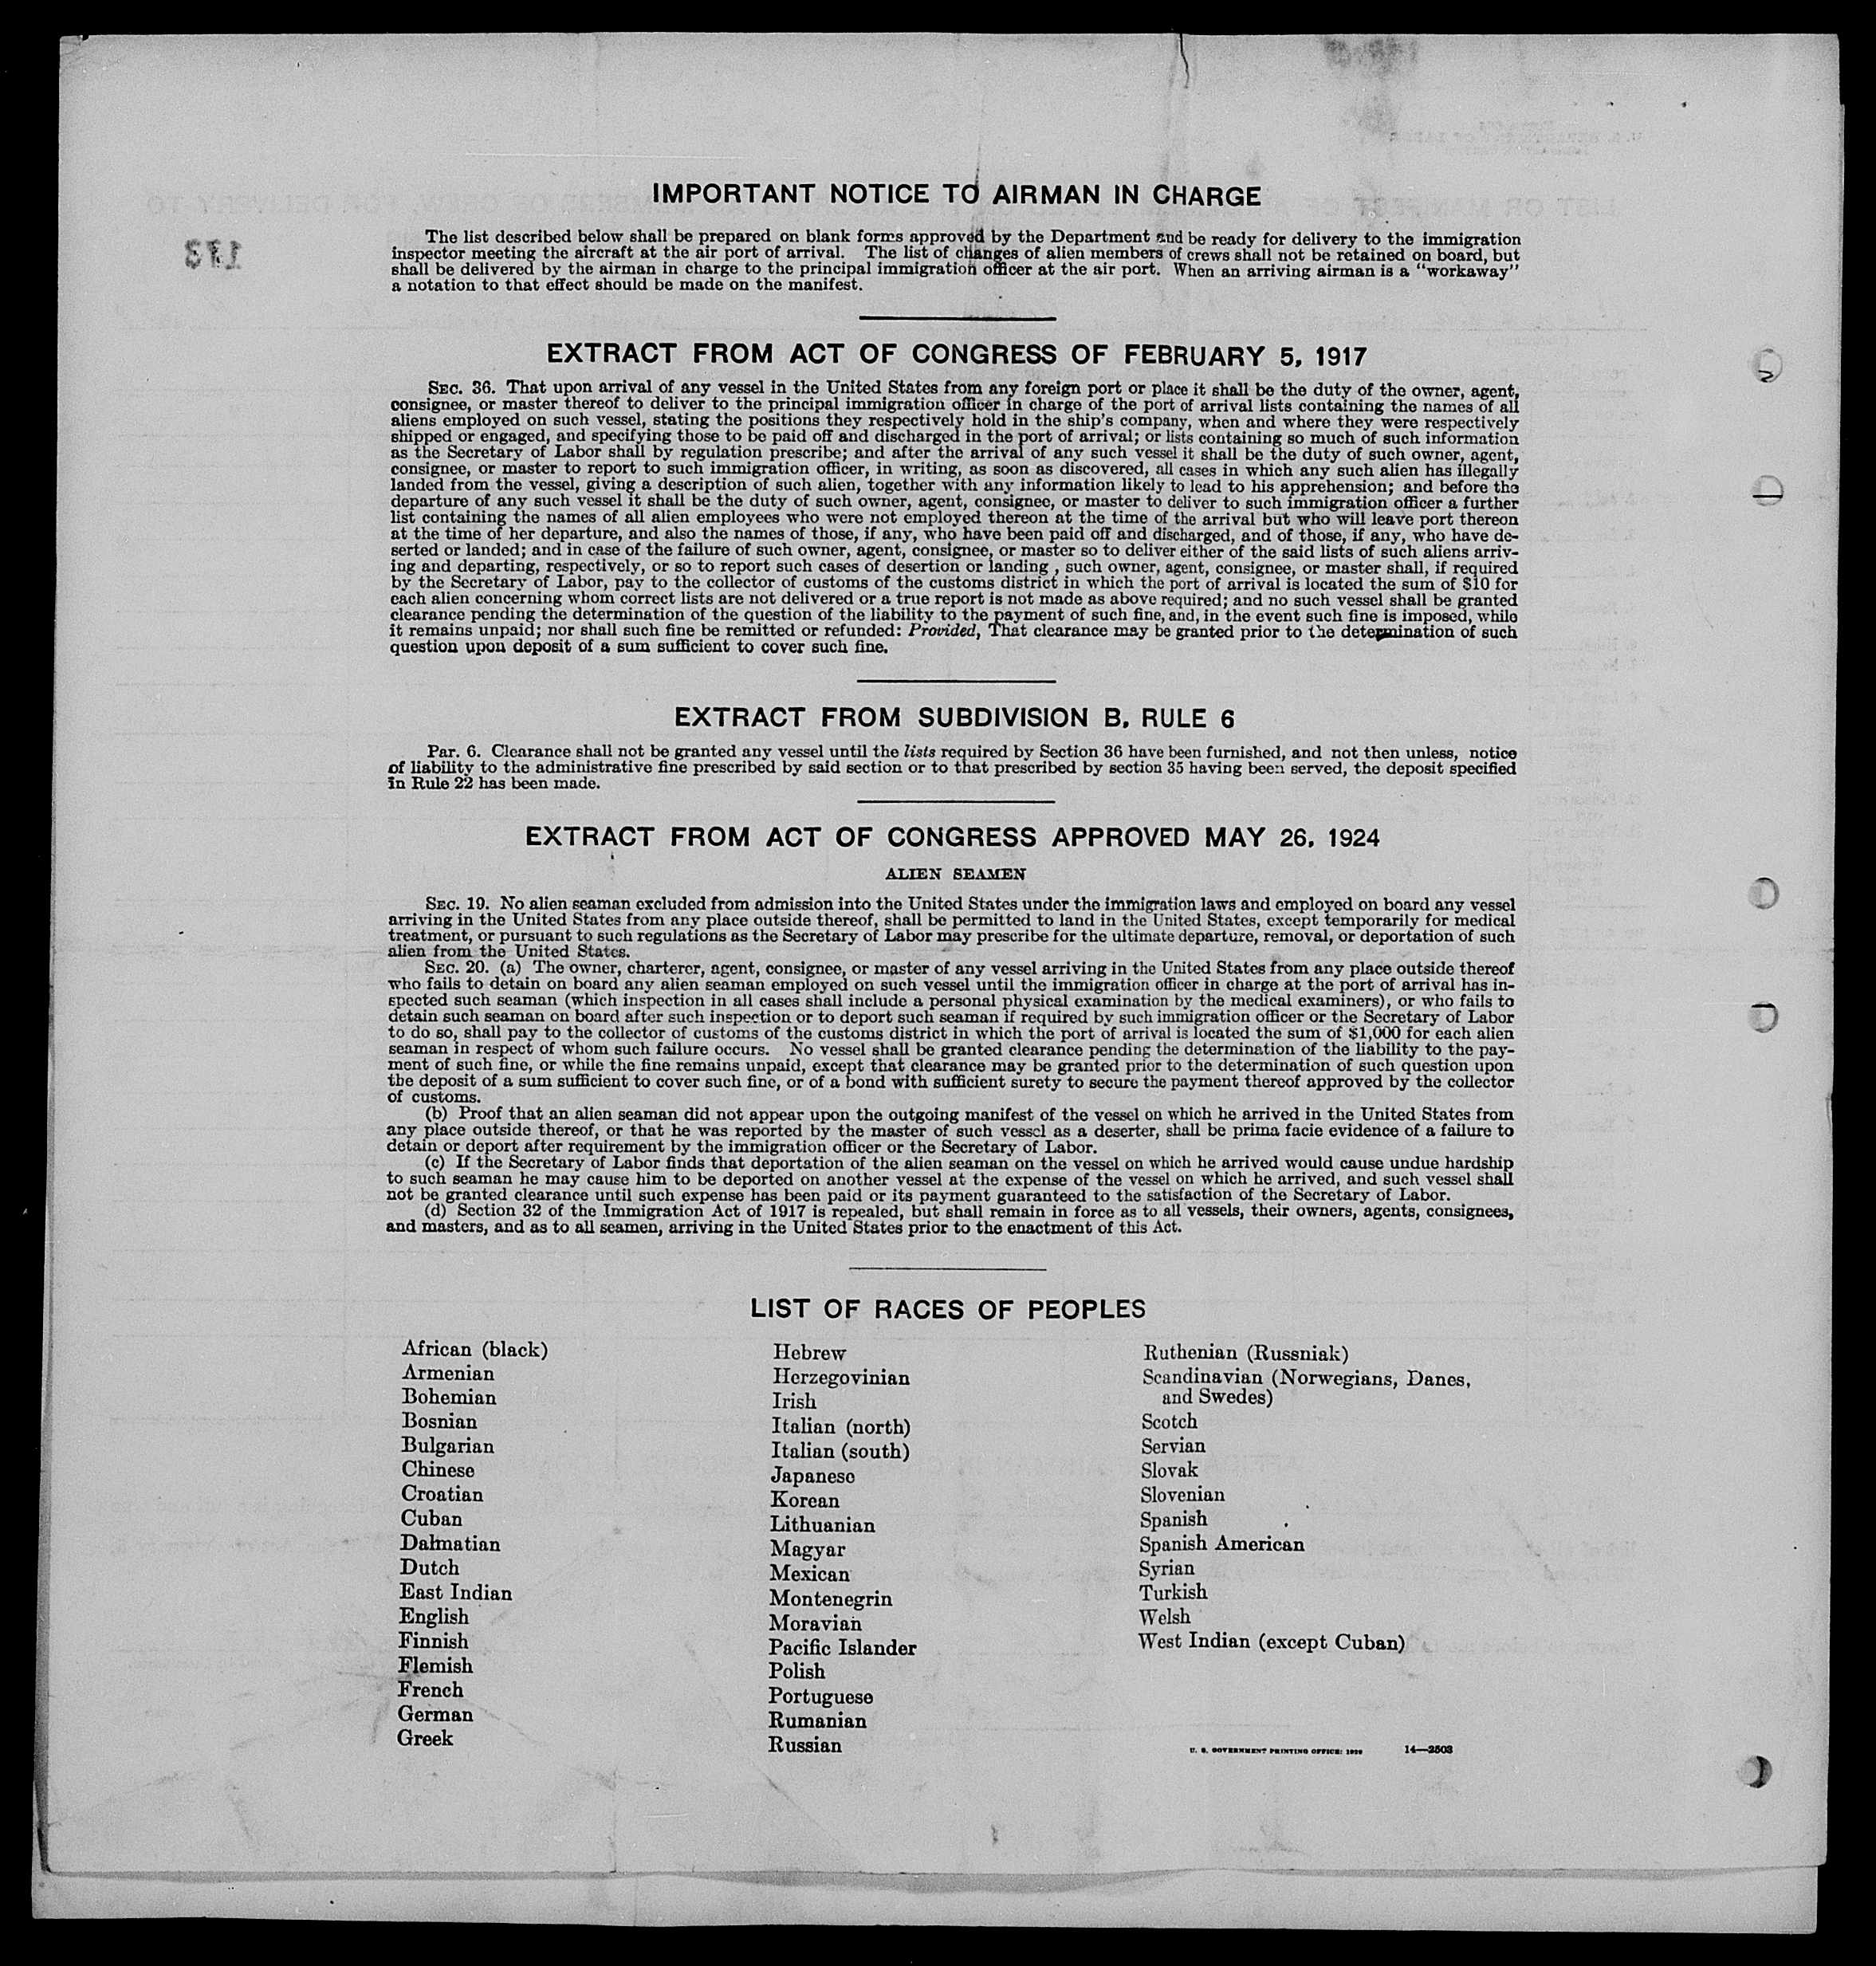 IMPORTANT NOTICE TO AIRMAN IN CHARGE
The list described below shall be prepared on blank forms approved by the Department and be ready for delivery to the immigration
inspector meeting the aircraft at the air port of arrival. The list of changes of alien members of crews shall not be retained on board, but
shall be delivered by the airman in charge to the principal immigration officer at the air port. When an arriving airman is a “workaway”
a notation to that effect should be made on the manifest.
EXTRACT FROM ACT OF CONGRESS OF FEBRUARY 5, 1917
SEC. 36. That upon arrival of any vessel in the United States from any foreign port or place it shall be the duty of the owner, agent,
consignee, or master thereof to deliver to the principal immigration officer in charge of the port of arrival lists containing the names of all
aliens employed on such vessel, stating the positions they respectively hold in the ship's company, when and where they were respectively
shipped or engaged, and specifying those to be paid off and discharged in the port of arrival; or lists containing so much of such information
as the Secretary of Labor shall by regulation prescribe; and after the arrival of any such vessel it shall be the duty of such owner, agent,
consignee, or master to report to such immigration officer, in writing, as soon as discovered, all cases in which any such alien has illegally
landed from the vessel, giving a description of such alien, together with any information likely to lead to his apprehension; and before the
departure of any such vessel it shall be the duty of such owner, agent, consignee, or master to deliver to such immigration officer a further
list containing the names of all alien employees who were not employed thereon at the time of the arrival but who will leave port thereon
at the time of her departure, and also the names of those, if any, who have been paid off and discharged, and of those, if any, who have de-
serted or landed; and in case of the failure of such owner, agent, consignee, or master so to deliver either of the said lists of such aliens arriv-
ing and departing, respectively, or so to report such cases of desertion or landing, such owner, agent, consignee, or master shall, if required
by the Secretary of Labor, pay to the collector of customs of the customs district in which the port of arrival is located the sum of $10 for
each alien concerning whom correct lists are not delivered or a true report is not made as above required; and no such vessel shall be granted
clearance pending the determination of the question of the liability to the payment of such fine, and, in the event such fine is imposed, while
it remains unpaid; nor shall such fine be remitted or refunded: Provided, That clearance may be granted prior to the determination of such
question upon deposit of a sum sufficient to cover such fine.
EXTRACT FROM SUBDIVISION B, RULE 6
Par. 6. Clearance shall not be granted any vessel until the lists required by Section 36 have been furnished, and not then unless, notice
of liability to the administrative fine prescribed by said section or to that prescribed by section 35 having been served, the deposit specified
in Rule 22 has been made.
EXTRACT FROM ACT OF CONGRESS APPROVED MAY 26, 1924
ALIEN SEAMEN
SEC. 19. No alien seaman excluded from admission into the United States under the immigration laws and employed on board any vessel
arriving in the United States from any place outside thereof, shall be permitted to land in the United States, except temporarily for medical
treatment, or pursuant to such regulations as the Secretary of Labor may prescribe for the ultimate departure, removal, or deportation of such
alien from the United States.
SEC. 20. (a) The owner, charterer, agent, consignee, or master of any vessel arriving in the United States from any place outside thereof
who fails to detain on board any alien seaman employed on such vessel until the immigration officer in charge at the port of arrival has in-
spected such seaman (which inspection in all cases shall include a personal physical examination by the medical examiners), or who fails to
detain such seaman on board after such inspection or to deport such seaman if required by such immigration officer or the Secretary of Labor
to do so, shall pay to the collector of customs of the customs district in which the port of arrival is located the sum of $1,000 for each alien
seaman in respect of whom such failure occurs. No vessel shall be granted clearance pending the determination of the liability to the pay-
ment of such fine, or while the fine remains unpaid, except that clearance may be granted prior to the determination of such question upon
the deposit of a sum sufficient to cover such fine, or of a bond with sufficient surety to secure the payment thereof approved by the collector
of customs.
(b) Proof that an alien seaman did not appear upon the outgoing manifest of the vessel on which he arrived in the United States from
any place outside thereof, or that he was reported by the master of such vessel as a deserter, shall be prima facie evidence of a failure to
detain or deport after requirement by the immigration officer or the Secretary of Labor.
(c) If the Secretary of Labor finds that deportation of the alien seaman on the vessel on which he arrived would cause undue hardship
to such seaman he may cause him to be deported on another vessel at the expense of the vessel on which he arrived, and such vessel shall
not be granted clearance until such expense has been paid or its payment guaranteed to the satisfaction of the Secretary of Labor.
(d) Section 32 of the Immigration Act of 1917 is repealed, but shall remain in force as to all vessels, their owners, agents, consignees,
and masters, and as to all seamen, arriving in the United States prior to the enactment of this Act.
LIST OF RACES OF PEOPLES
African (black)
Armenian
Bohemian
Bosnian
Bulgarian
Chinese
Croatian
Cuban
Dalmatian
Dutch
East Indian
English
Finnish
Flemish
French
German
Greek
Hebrew
Herzegovinian
Irish
Italian (north)
Italian (south)
Japanese
Korean
Lithuanian
Magyar
Mexican
Montenegrin
Moravian
Pacific Islander
Polish
Portuguese
Rumanian
Russian
Ruthenian (Russniak)
Scandinavian (Norwegians, Danes,
and Swedes)
Scotch
Servian
Slovak
Slovenian
Spanish
Spanish American
Syrian
Turkish
Welsh
West Indian (except Cuban)
U. S. GOVERNMENT PRINTING OFFICE: 14—2503